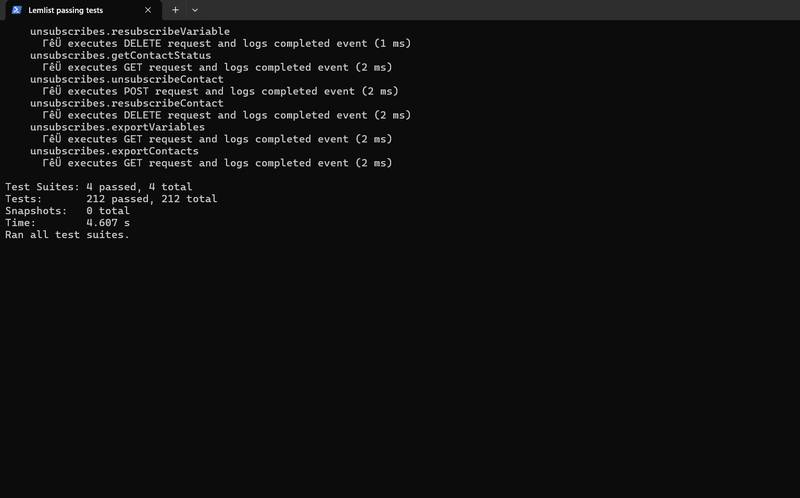 Lemlist passing tests
unsubscribes.resubscribeVariable
ΓêÜ executes DELETE request and logs completed event (1 ms)
unsubscribes.getContactStatus
ΓêÜ executes GET request and logs completed event (2 ms)
unsubscribes.unsubscribeContact
ΓêÜ executes POST request and logs completed event (2 ms)
unsubscribes.resubscribeContact
ΓêÜ executes DELETE request and logs completed event (2 ms)
unsubscribes.exportVariables
ΓêÜ executes GET request and logs completed event (2 ms)
unsubscribes.exportContacts
ΓêÜ executes GET request and logs completed event (2 ms)
Test Suites: 4 passed, 4 total
Tests:       212 passed, 212 total
Snapshots:   0 total
Time:        4.607 s
Ran all test suites.